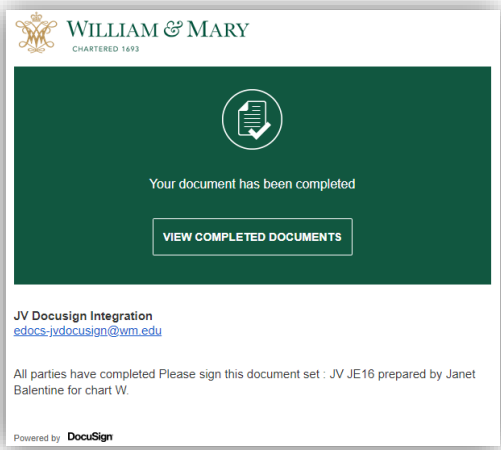 WILLIAM & MARY
CHARTERED 1693
Your document has been completed
VIEW COMPLETED DOCUMENTS
JV Docusign Integration
edocs-jvdocusign@wm.edu
All parties have completed Please sign this document set : JV JE16 prepared by Janet
Balentine for chart W.
Powered by DocuSign